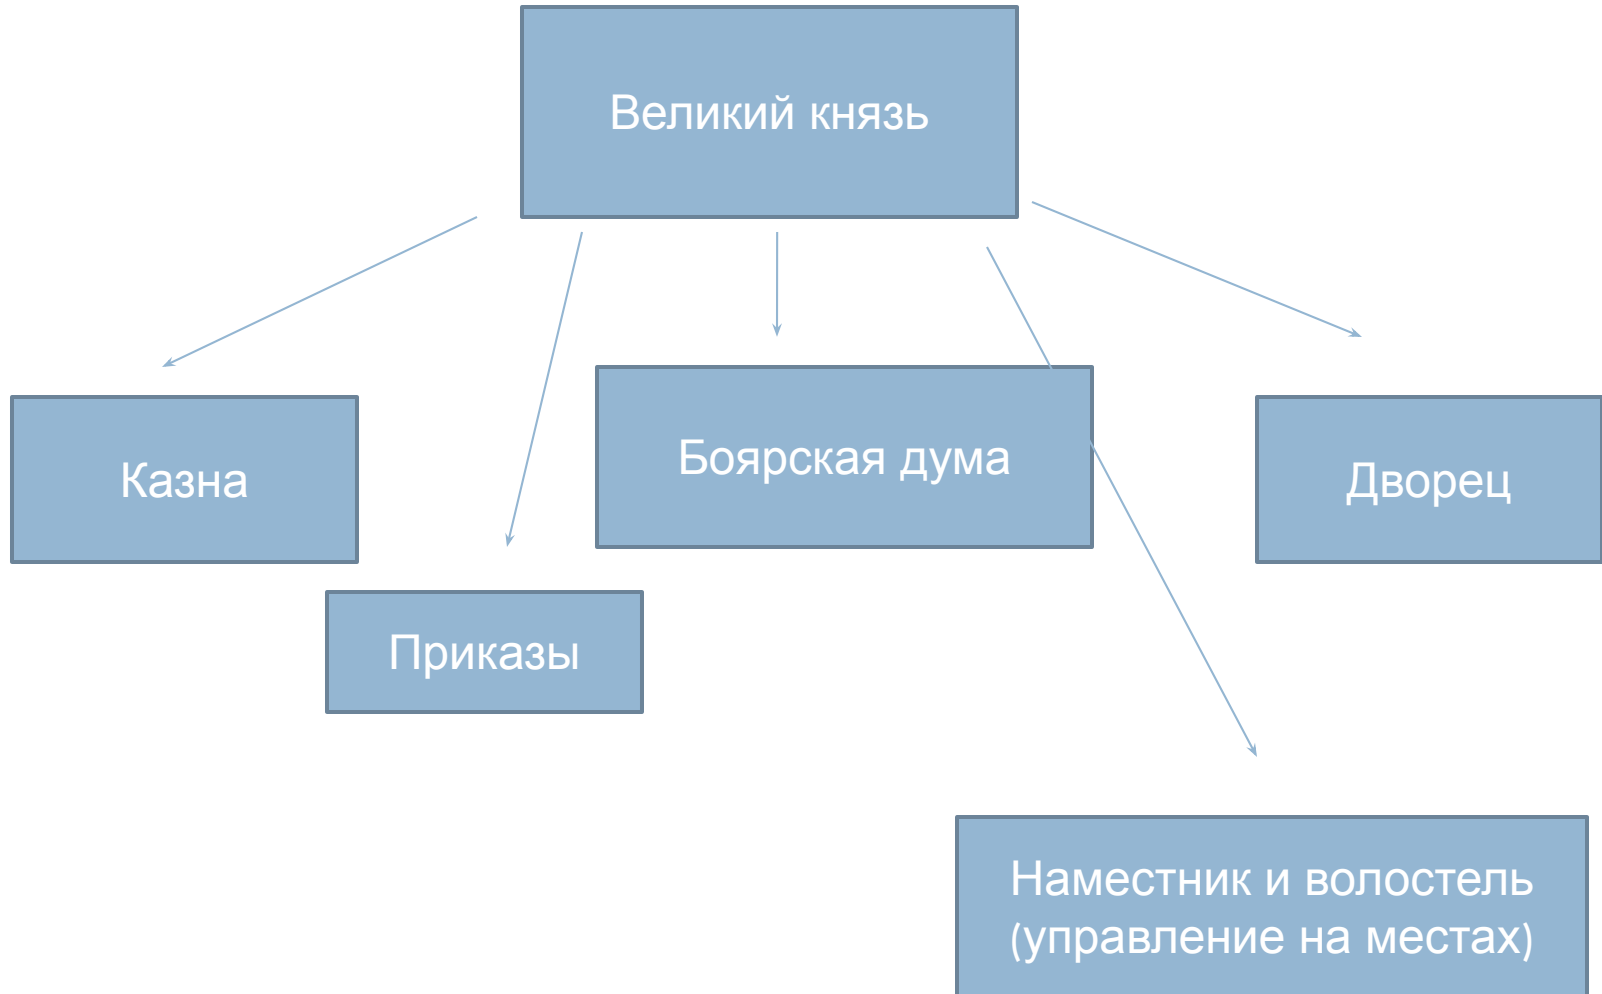 Великий князь
Казна
Боярская дума
Дворец
Приказы
Наместник и волостель
(управление на местах)